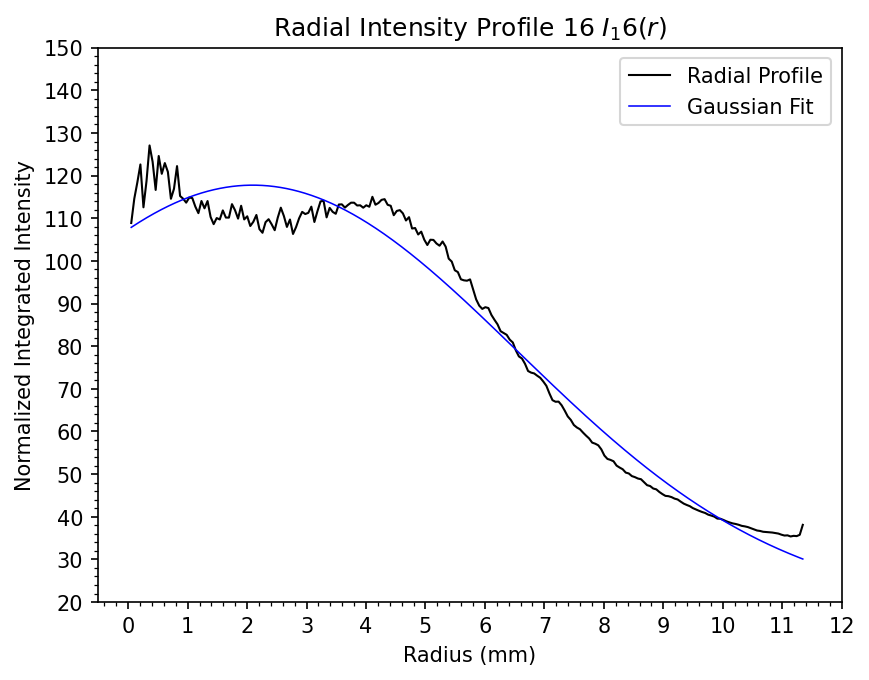 Radial Intensity Profile 16 I₁6(r)
150
140
130
120
110
100
90
80
70
60
50
40
30
20
Normalized Integrated Intensity
Radial Profile
Gaussian Fit
0 1 2 3 4 5 6 7 8 9 10 11 12
Radius (mm)